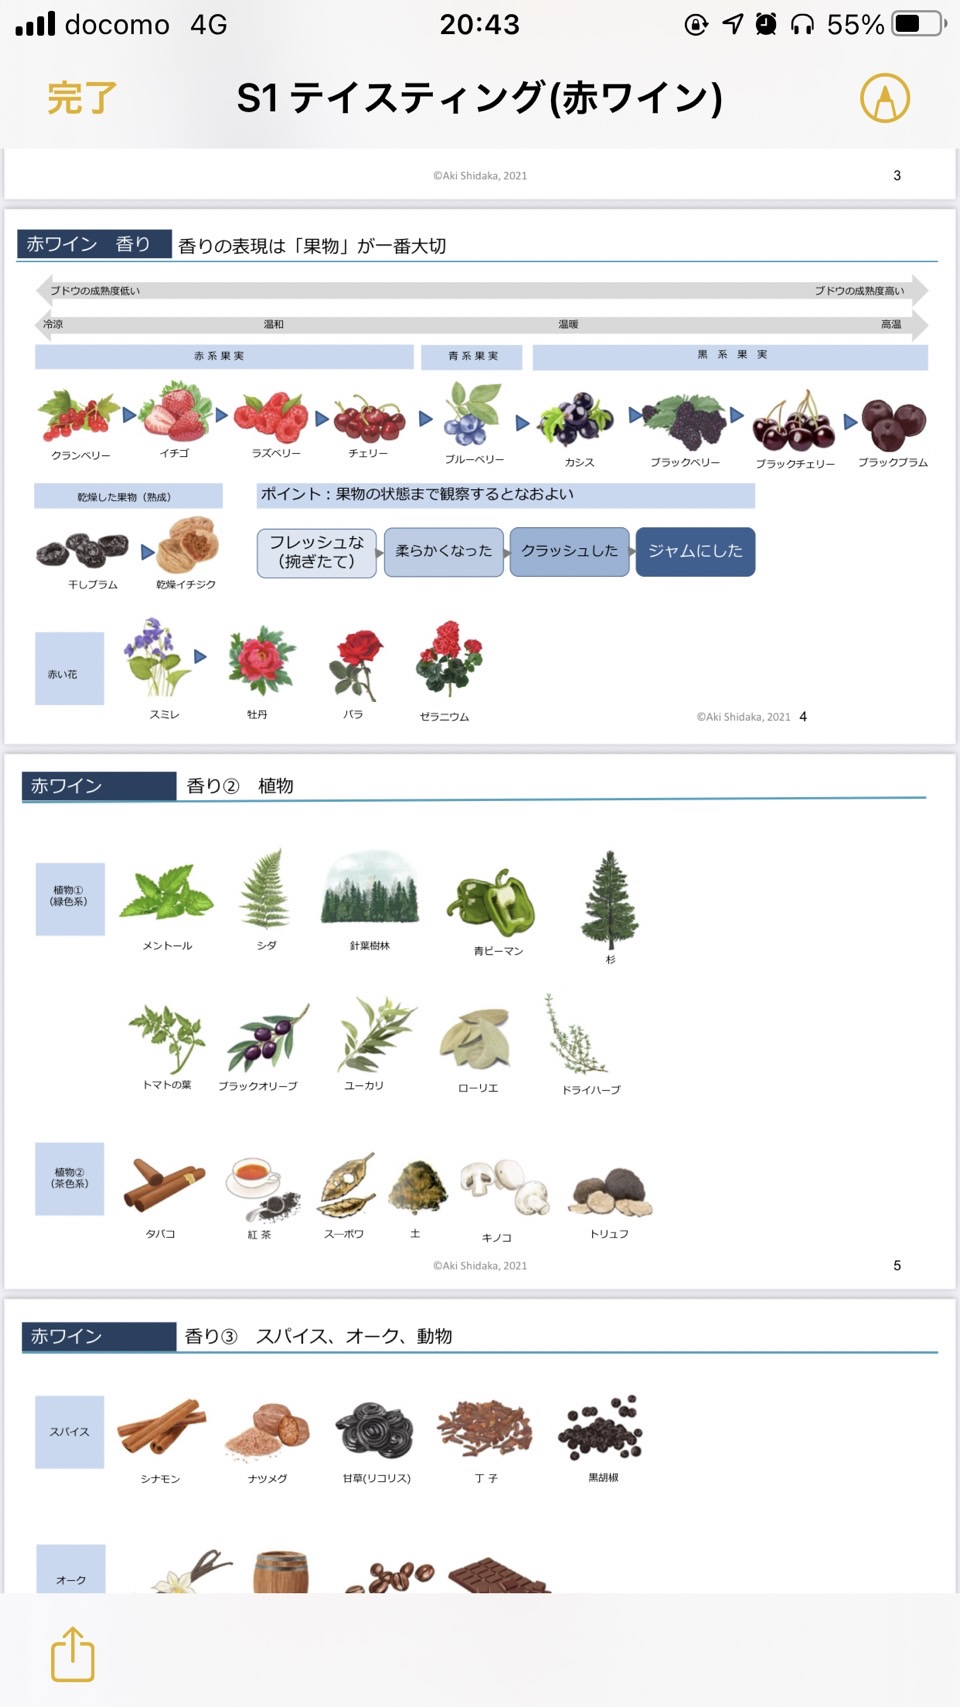 docomo 4G 20:43 55%
完了 S1 テイスティング(赤ワイン)
©Aki Shidaka, 2021 3
赤ワイン 香り 香りの表現は「果物」が一番大切
ブドウの成熟度低い ブドウの成熟度高い
冷涼 温和 温暖 高温
赤系果実 青系果実 黒系果実
クランベリー イチゴ ラズベリー チェリー ブルーベリー カシス ブラックベリー ブラックチェリー ブラックプラム
乾燥した果物（熟成） ポイント：果物の状態まで観察するとなおよい
フレッシュな
（捥ぎたて） 柔らかくなった クラッシュした ジャムにした
干しプラム 乾燥イチジク
赤い花
スミレ 牡丹 バラ ゼラニウム
©Aki Shidaka, 2021 4
赤ワイン 香り② 植物
植物①
(緑色系)
メントール シダ 針葉樹林 青ピーマン 杉
トマトの葉 ブラックオリーブ ユーカリ ローリエ ドライハーブ
植物②
(茶色系)
タバコ 紅茶 スーボワ 土 キノコ トリュフ
©Aki Shidaka, 2021 5
赤ワイン 香り③ スパイス、オーク、動物
スパイス
シナモン ナツメグ 甘草(リコリス) 丁子 黒胡椒
オーク